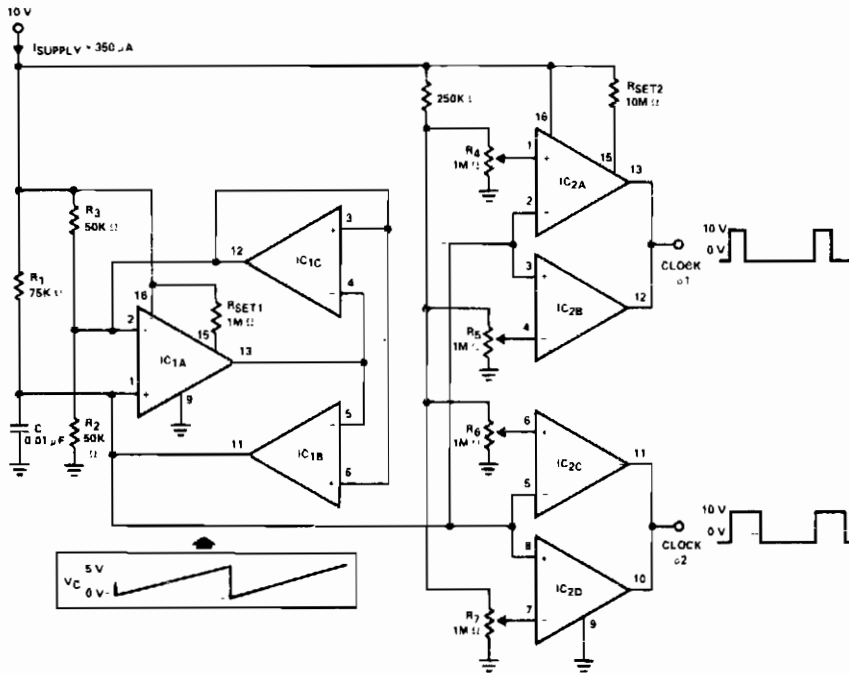 10 V
ISUPPLY ≈ 350 µA
250K Ω
RSET2
10M Ω
16
R4
1M Ω
1
+
15
13
IC2A
2
−
10 V
0 V
CLOCK
ø1
3
+
IC2B
12
R5
1M Ω
4
−
R3
50K Ω
12
3
+
IC1C
4
−
R1
75K Ω
16
RSET1
1M Ω
15
2
−
13
IC1A
1
+
9
C
0.01 µF
R2
50K
Ω
11
5
−
IC1B
6
+
R6
1M Ω
6
+
11
IC2C
5
−
10 V
0 V
CLOCK
ø2
8
+
10
IC2D
R7
1M Ω
7
−
9
VC
5 V
0 V